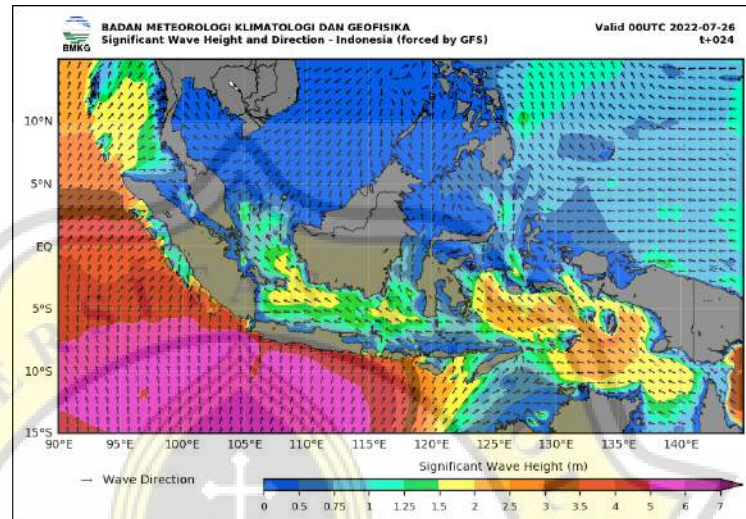 BADAN METEOROLOGI KLIMATOLOGI DAN GEOFISIKA
Valid 00UTC 2022-07-26
Significant Wave Height and Direction - Indonesia (forced by GFS)
t+024
BMKG
10°N
5°N
EQ
5°S
10°S
15°S
90°E 95°E 100°E 105°E 110°E 115°E 120°E 125°E 130°E 135°E 140°E
Significant Wave Height (m)
Wave Direction
0 0.5 0.75 1 1.25 1.5 2 2.5 3 3.5 4 5 6 7